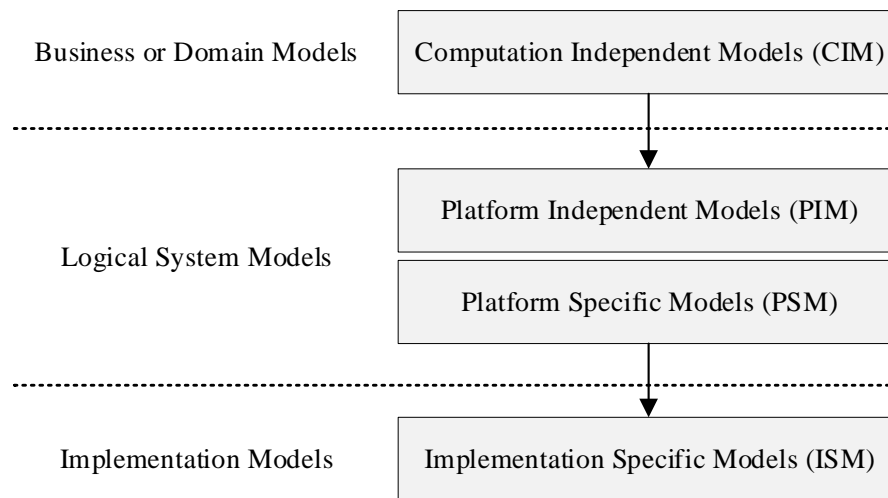 Business or Domain Models
Computation Independent Models (CIM)
Platform Independent Models (PIM)
Logical System Models
Platform Specific Models (PSM)
Implementation Models
Implementation Specific Models (ISM)